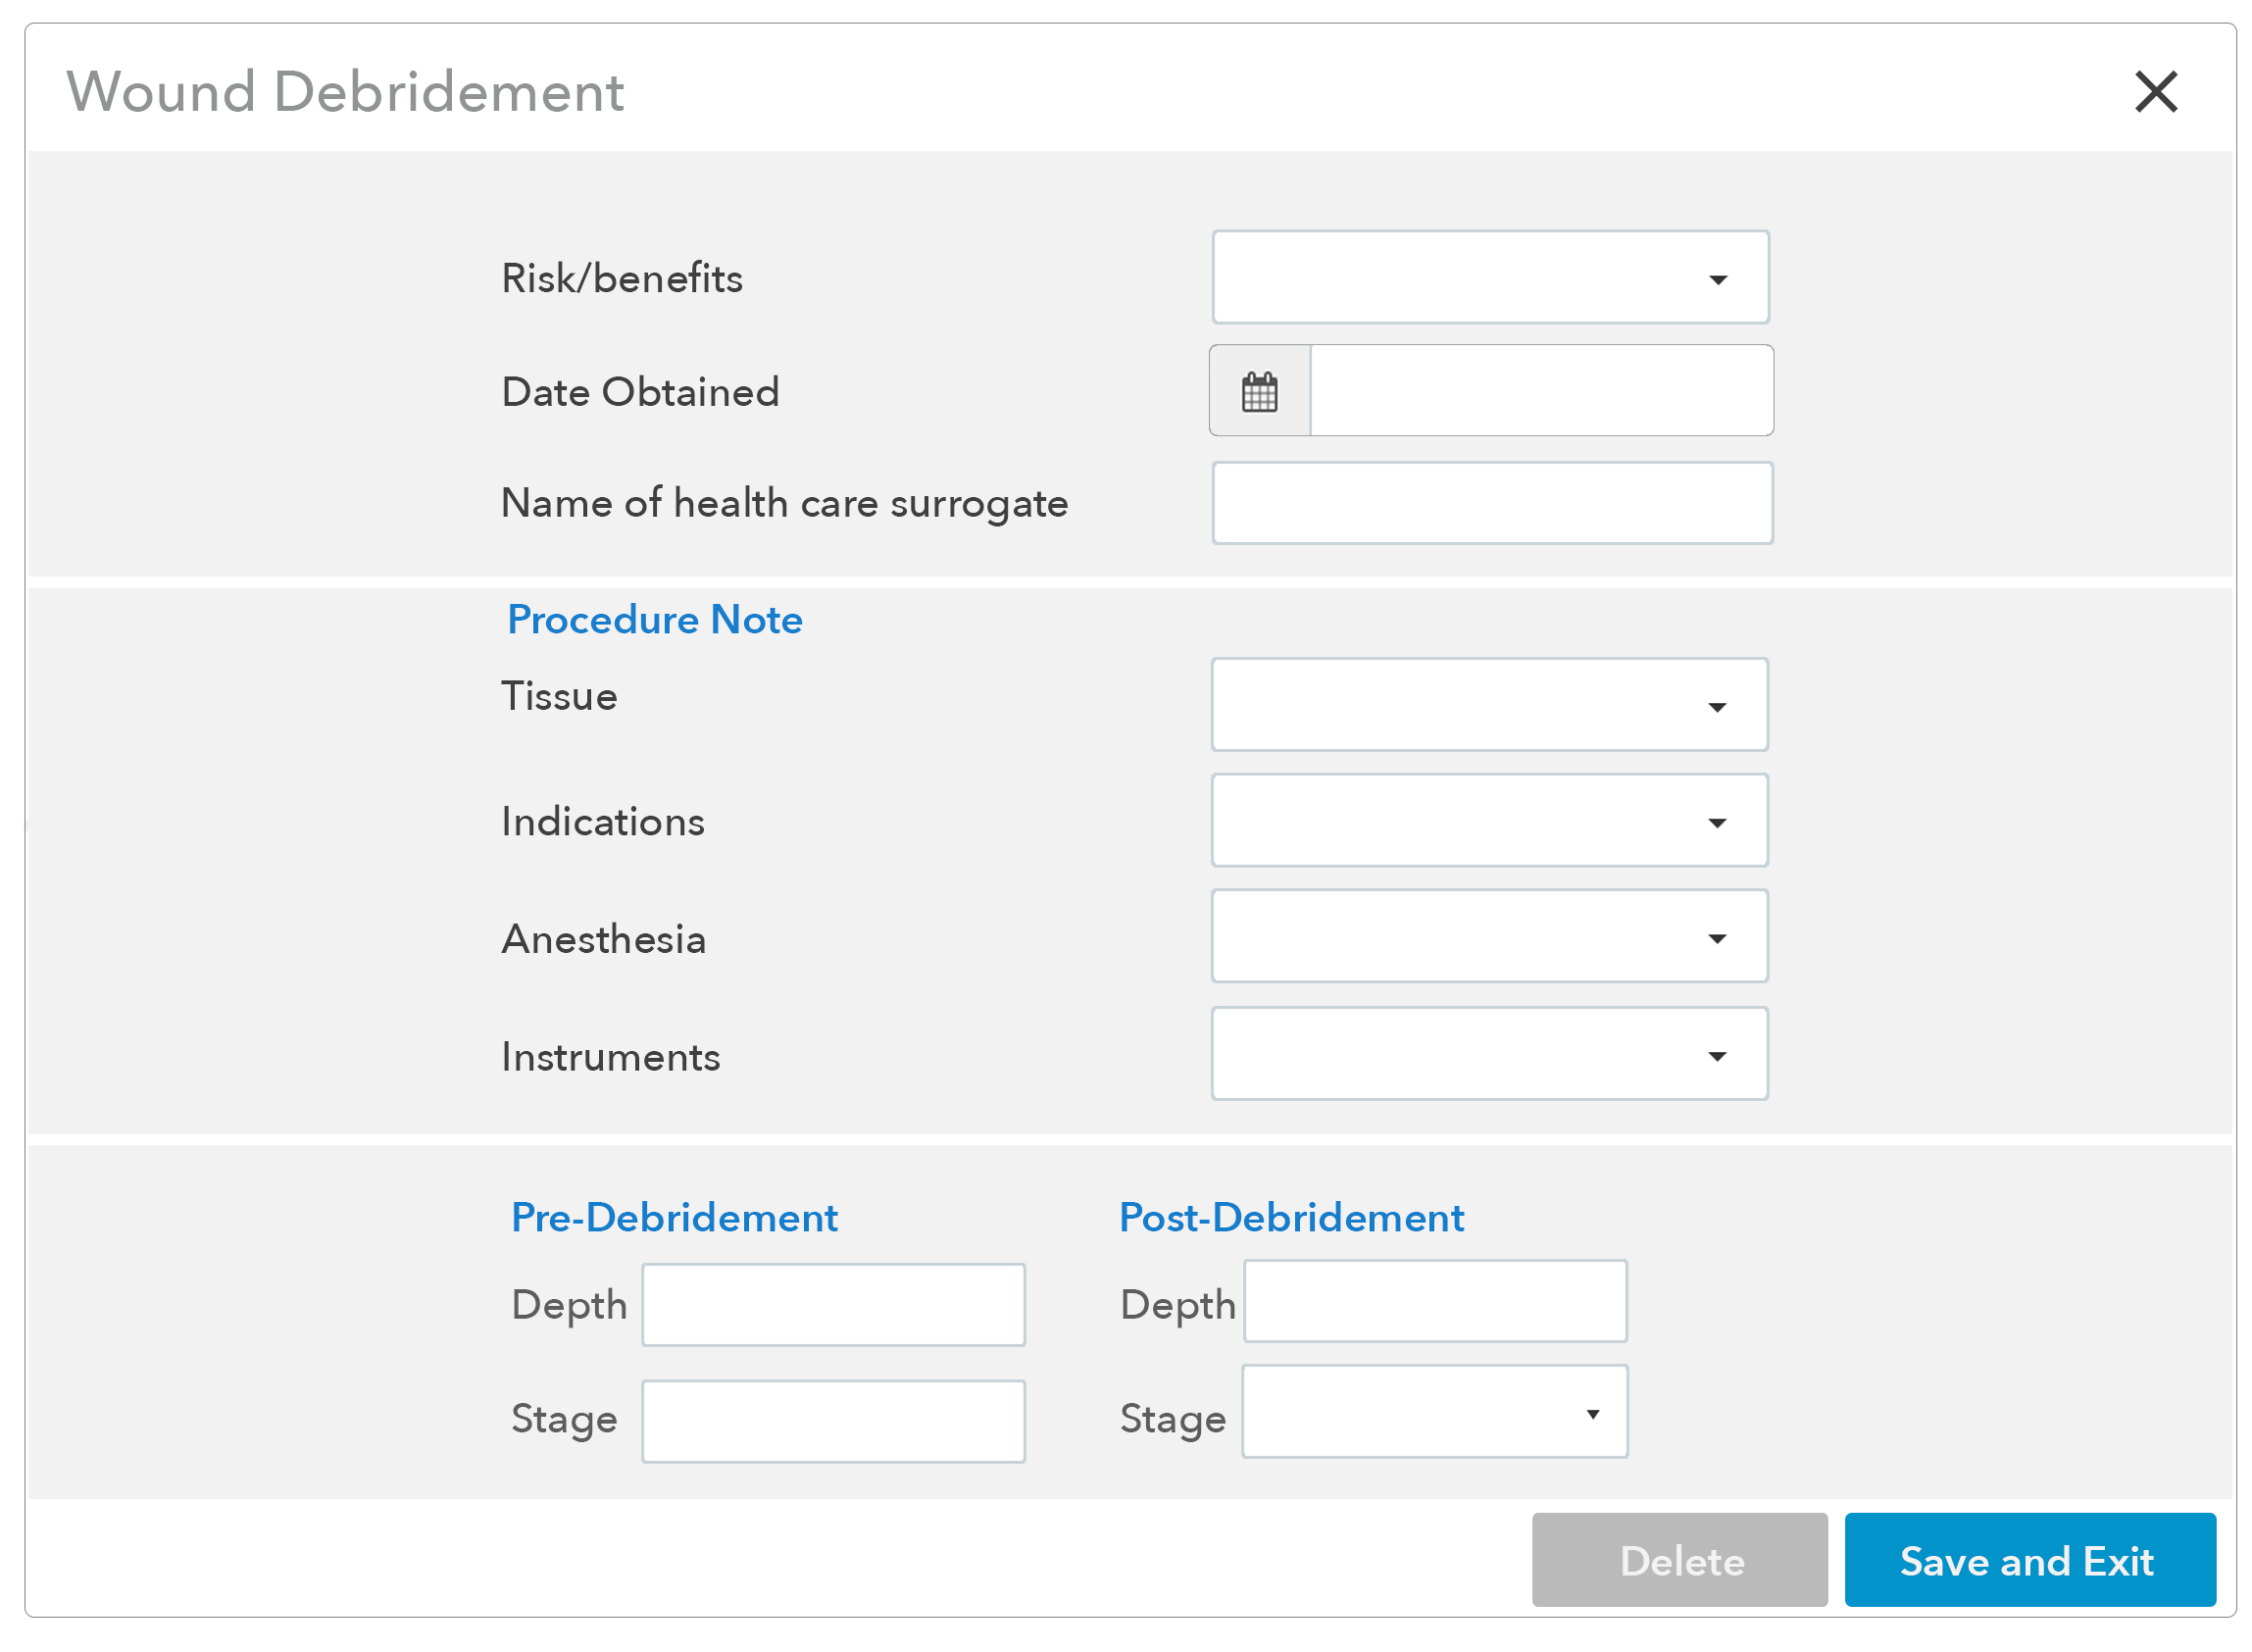 Wound Debridement
Risk/benefits
Date Obtained
Name of health care surrogate
Procedure Note
Tissue
Indications
Anesthesia
Instruments
Pre-Debridement Post-Debridement
Depth Depth
Stage Stage
Delete Save and Exit